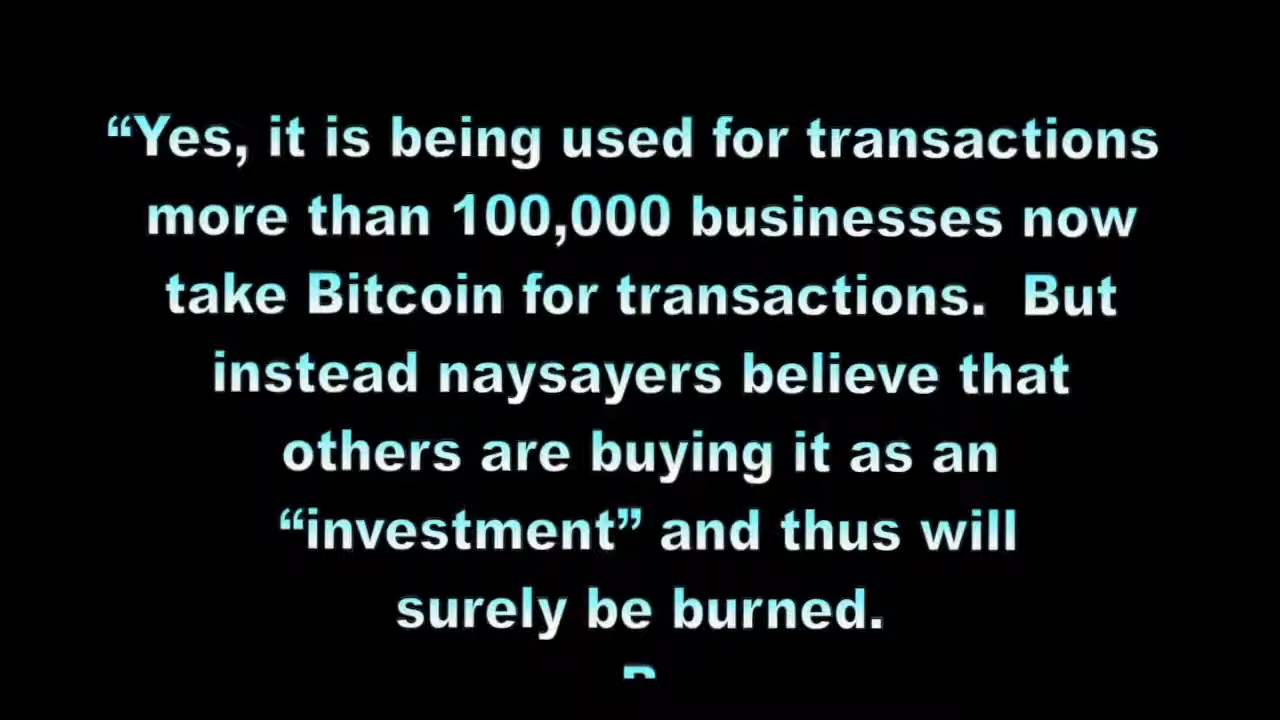 “Yes, it is being used for transactions
more than 100,000 businesses now
take Bitcoin for transactions.  But
instead naysayers believe that
others are buying it as an
“investment” and thus will
surely be burned.